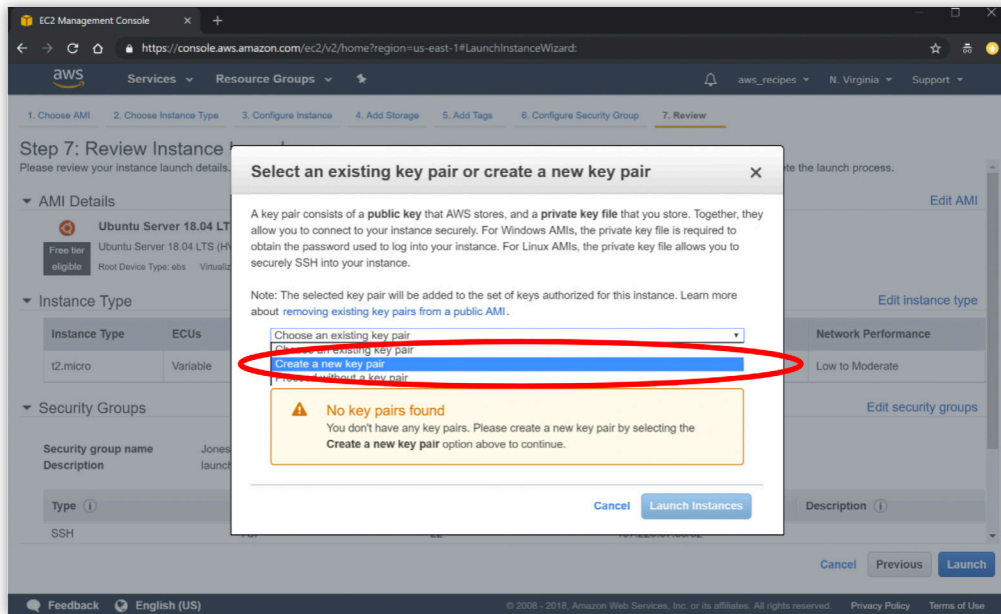 EC2 Management Console
https://console.aws.amazon.com/ec2/v2/home?region=us-east-1#LaunchInstanceWizard:
aws Services Resource Groups aws_recipes N. Virginia Support
1. Choose AMI 2. Choose Instance Type 3. Configure Instance 4. Add Storage 5. Add Tags 6. Configure Security Group 7. Review
Step 7: Review Instance
Please review your instance launch details. te the launch process.
AMI Details Edit AMI
Ubuntu Server 18.04 LT
Free tier eligible
Ubuntu Server 18.04 LTS (HV
Root Device Type: ebs Virtualiz
Instance Type Edit instance type
Instance Type ECUs Network Performance
t2.micro Variable Low to Moderate
Security Groups Edit security groups
Security group name Jones
Description launch
Type Description
SSH
Select an existing key pair or create a new key pair
A key pair consists of a public key that AWS stores, and a private key file that you store. Together, they
allow you to connect to your instance securely. For Windows AMIs, the private key file is required to
obtain the password used to log into your instance. For Linux AMIs, the private key file allows you to
securely SSH into your instance.
Note: The selected key pair will be added to the set of keys authorized for this instance. Learn more
about removing existing key pairs from a public AMI.
Choose an existing key pair
Choose an existing key pair
Create a new key pair
Proceed without a key pair
No key pairs found
You don't have any key pairs. Please create a new key pair by selecting the
Create a new key pair option above to continue.
Cancel Launch Instances
Cancel Previous Launch
Feedback English (US) © 2008 - 2018, Amazon Web Services, Inc. or its affiliates. All rights reserved. Privacy Policy Terms of Use